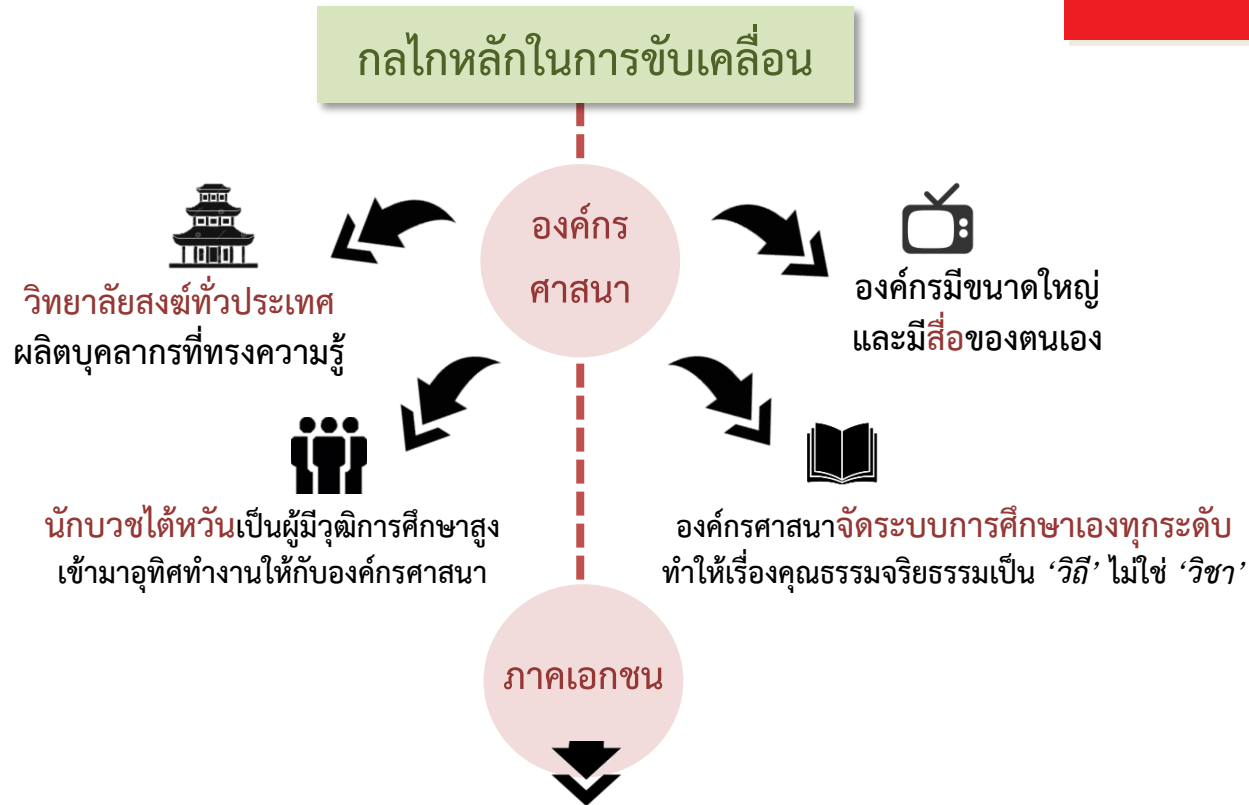 กลไกหลักในการขับเคลื่อน
องค์กร
ศาสนา
วิทยาลัยสงฆ์ทั่วประเทศ
ผลิตบุคลากรที่ทรงความรู้
องค์กรมีขนาดใหญ่
และมีสื่อของตนเอง
นักบวชไต้หวันเป็นผู้มีวุฒิการศึกษาสูง
เข้ามาอุทิศทำงานให้กับองค์กรศาสนา
องค์กรศาสนาจัดระบบการศึกษาเองทุกระดับ
ทำให้เรื่องคุณธรรมจริยธรรมเป็น ‘วิถี’ ไม่ใช่ ‘วิชา’
ภาคเอกชน